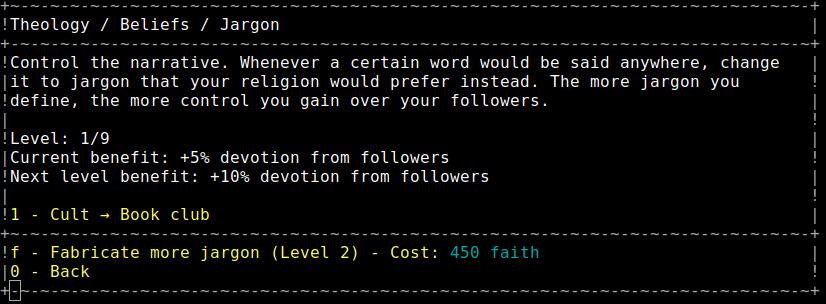 Theology / Beliefs / Jargon
Control the narrative. Whenever a certain word would be said anywhere, change
it to jargon that your religion would prefer instead. The more jargon you
define, the more control you gain over your followers.
Level: 1/9
Current benefit: +5% devotion from followers
Next level benefit: +10% devotion from followers
1 - Cult → Book club
f - Fabricate more jargon (Level 2) - Cost: 450 faith
0 - Back